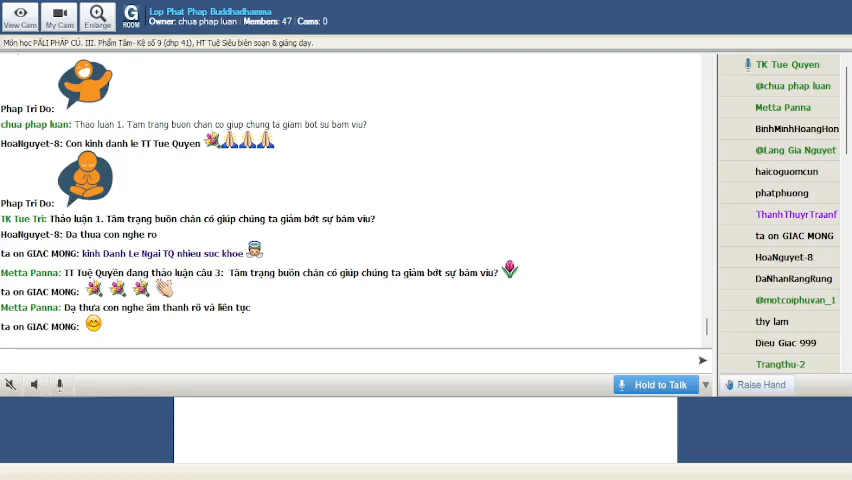 View Cam
My Cam
Enlarge
G
ROOM
Lop Phat Phap Buddhadhamma
Owner: chua phap luan | Members: 47 | Cams: 0
Môn học PÀLI PHÁP CÚ. III. Phẩm Tâm- Kệ số 9 (dhp 41), HT Tuệ Siêu biên soạn & giảng dạy.
Phap Tri Do:
chua phap luan: Thao luan 1. Tam trang buon chan co giup chung ta giam bot su bam viu?
HoaNguyet-8: Con kinh danh le TT Tue Quyen
Phap Tri Do:
TK Tue Tri: Thảo luận 1. Tâm trạng buồn chán có giúp chúng ta giảm bớt sự bám víu?
HoaNguyet-8: Da thua con nghe ro
ta on GIAC MONG: kinh Danh Le Ngai TQ nhieu suc khoe
Metta Panna: TT Tuệ Quyền đang thảo luận câu 3: Tâm trạng buồn chán có giúp chúng ta giảm bớt sự bám víu?
ta on GIAC MONG:
Metta Panna: Dạ thưa con nghe âm thanh rõ và liên tục
ta on GIAC MONG:
Hold to Talk
TK Tue Quyen
@chua phap luan
Metta Panna
BinhMinhHoangHon
@Lang Gia Nguyet
haicoguomcun
phatphuong
ThanhThuyrTraanf
ta on GIAC MONG
HoaNguyet-8
DaNhanRangRung
@motcoiphuvan_1
thy lam
Dieu Giac 999
Trangthu-2
Raise Hand